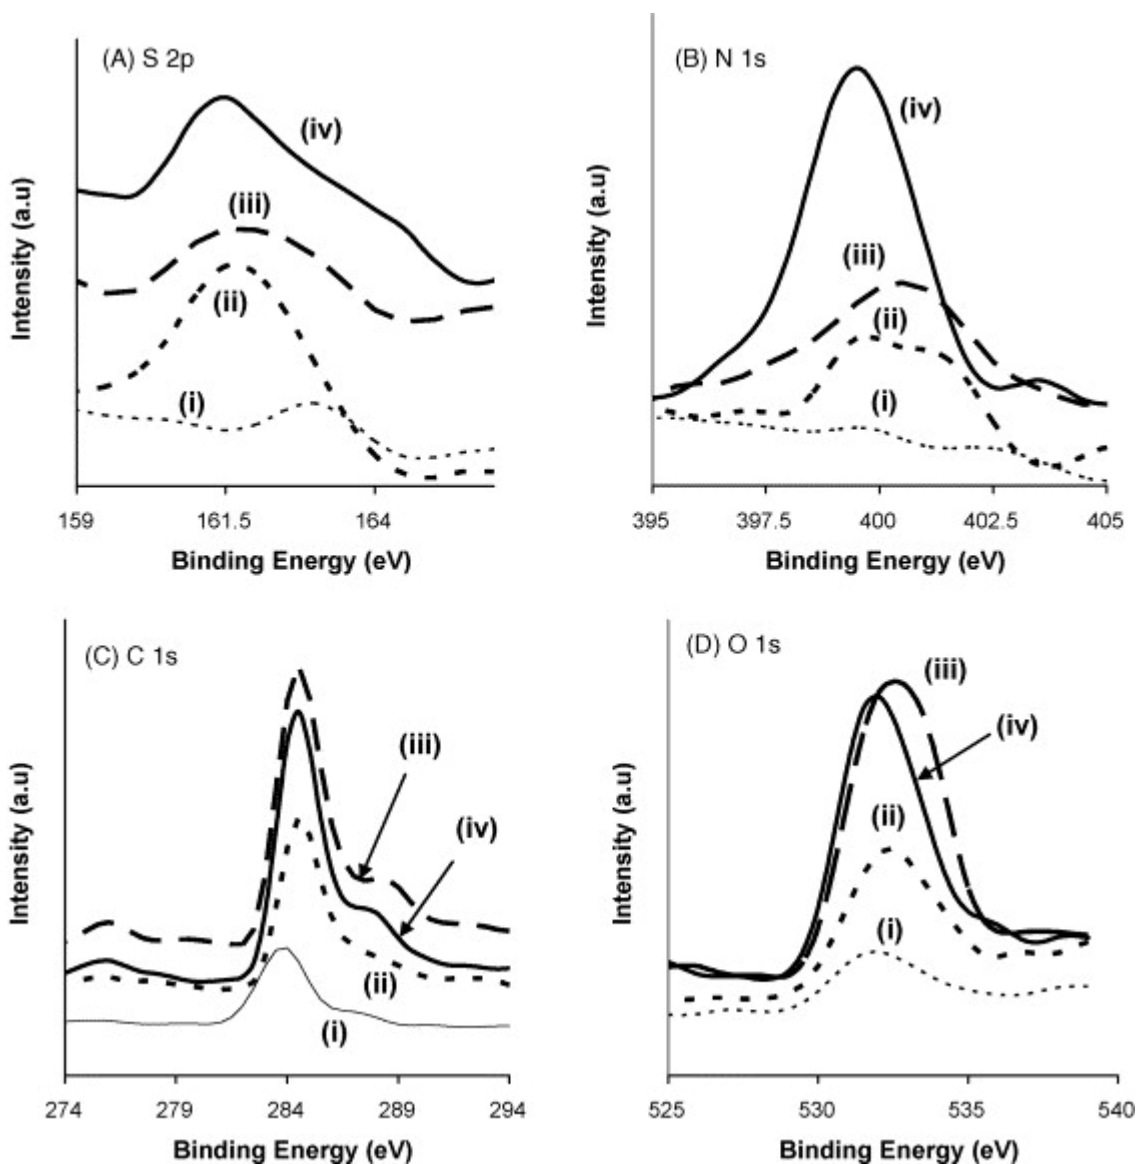 (A) S 2p
(iv)
(iii)
(ii)
(i)
Intensity (a.u)
159 161.5 164
Binding Energy (eV)
(B) N 1s
(iv)
(iii)
(ii)
(i)
Intensity (a.u)
395 397.5 400 402.5 405
Binding Energy (eV)
(C) C 1s
(iii)
(iv)
(ii)
(i)
Intensity (a.u)
274 279 284 289 294
Binding Energy (eV)
(D) O 1s
(iii)
(iv)
(ii)
(i)
Intensity (a.u)
525 530 535 540
Binding Energy (eV)